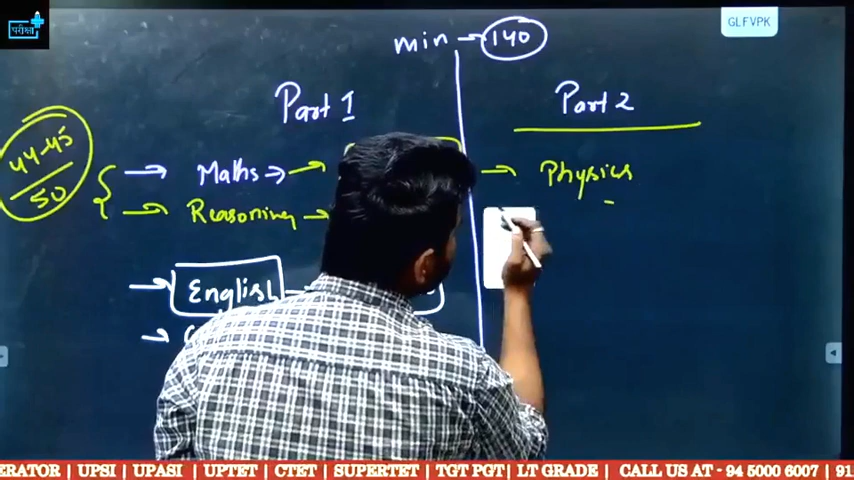 परीक्षा
GLFVPK
min → 140
Part 1
Part 2
44-45
50
Maths
Physics
Reasoning
English
ERATOR | UPSI | UPASI | UPTET | CTET | SUPERTET | TGT PGT| LT GRADE | CALL US AT - 94 5000 6007 | 91